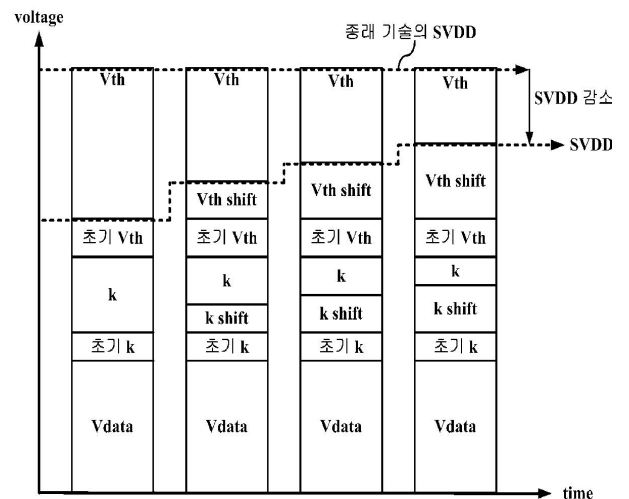 voltage
종래 기술의 SVDD
Vth
Vth
Vth
Vth
SVDD 감소
SVDD
Vth shift
Vth shift
Vth shift
초기 Vth
초기 Vth
초기 Vth
초기 Vth
k
k
k
k
k shift
k shift
k shift
초기 k
초기 k
초기 k
초기 k
Vdata
Vdata
Vdata
Vdata
time